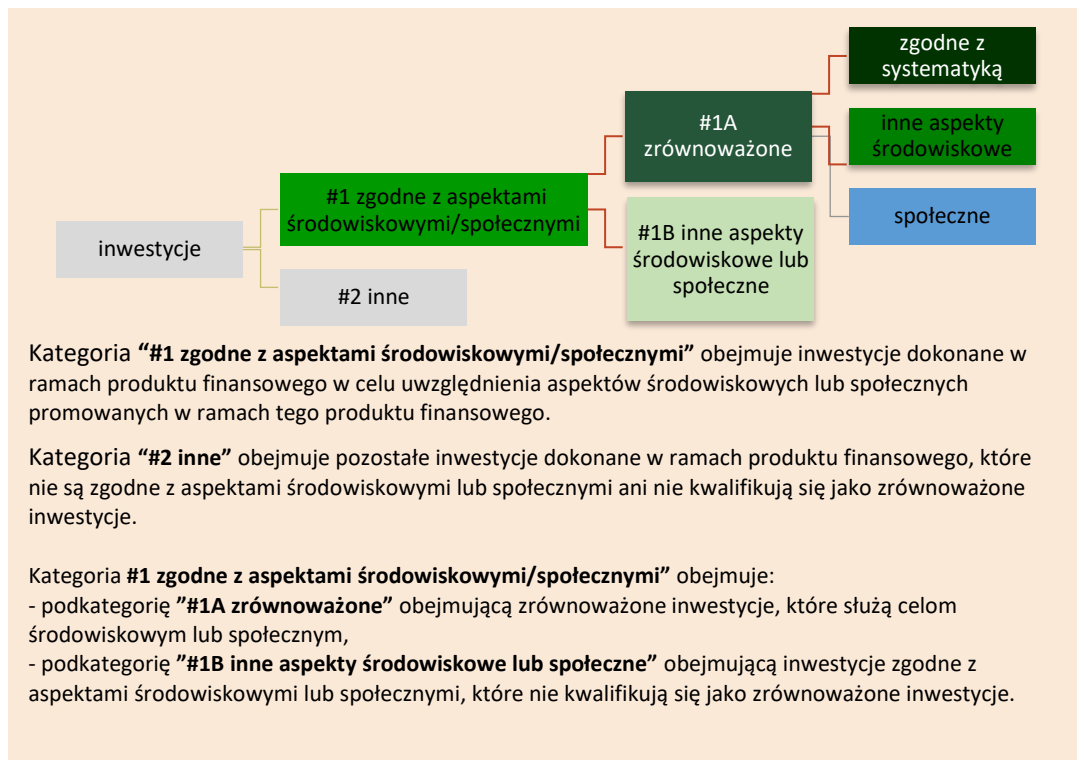 zgodne z
systematyką
#1A
zrównoważone
inne aspekty
środowiskowe
#1 zgodne z aspektami
środowiskowymi/społecznymi
społeczne
inwestycje
#1B inne aspekty
środowiskowe lub
społeczne
#2 inne
Kategoria “#1 zgodne z aspektami środowiskowymi/społecznymi” obejmuje inwestycje dokonane w
ramach produktu finansowego w celu uwzględnienia aspektów środowiskowych lub społecznych
promowanych w ramach tego produktu finansowego.
Kategoria “#2 inne” obejmuje pozostałe inwestycje dokonane w ramach produktu finansowego, które
nie są zgodne z aspektami środowiskowymi lub społecznymi ani nie kwalifikują się jako zrównoważone
inwestycje.
Kategoria #1 zgodne z aspektami środowiskowymi/społecznymi” obejmuje:
- podkategorię ”#1A zrównoważone” obejmującą zrównoważone inwestycje, które służą celom
środowiskowym lub społecznym,
- podkategorię ”#1B inne aspekty środowiskowe lub społeczne” obejmującą inwestycje zgodne z
aspektami środowiskowymi lub społecznymi, które nie kwalifikują się jako zrównoważone inwestycje.